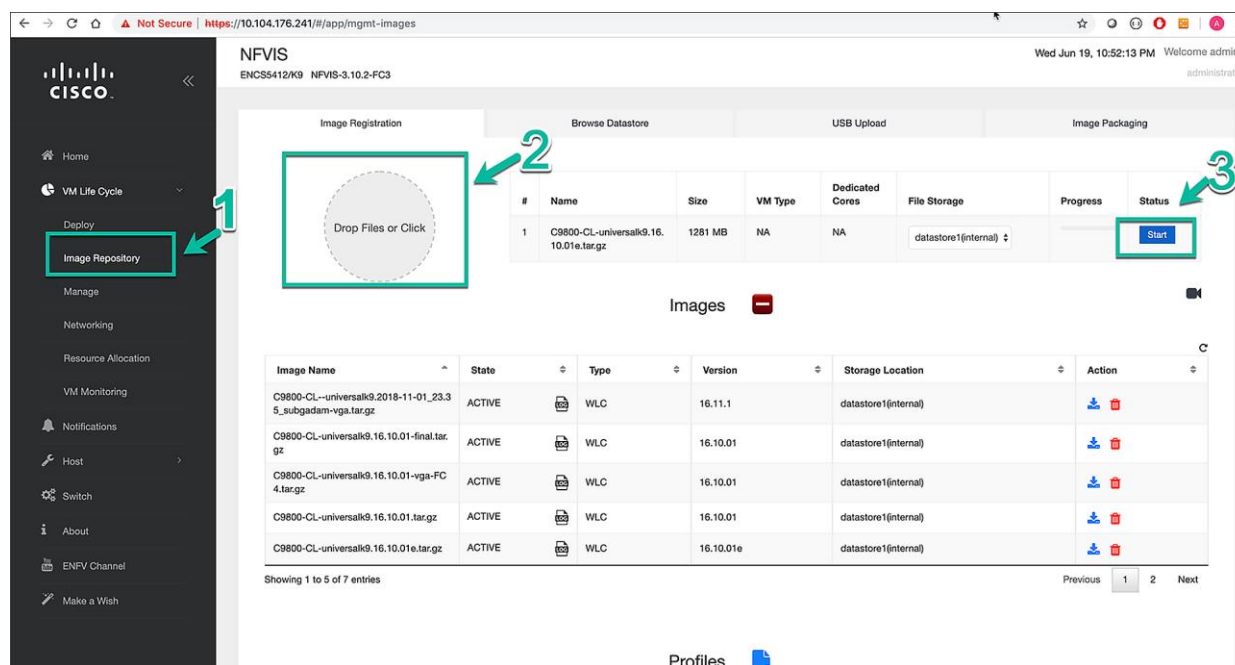 Not Secure | https://10.104.176.241/#/app/mgmt-images
CISCO
Home
VM Life Cycle
Deploy
Image Repository
Manage
Networking
Resource Allocation
VM Monitoring
Notifications
Host
Switch
About
ENFV Channel
Make a Wish
1
NFVIS
ENCS5412/K9 NFVIS-3.10.2-FC3
Wed Jun 19, 10:52:13 PM Welcome admin
administrat
Image Registration Browse Datastore USB Upload Image Packaging
Drop Files or Click
2
3
# Name Size VM Type Dedicated Cores File Storage Progress Status
1 C9800-CL-universalk9.16. 1281 MB NA NA datastore1(internal) Start
10.01e.tar.gz
Images
Image Name State Type Version Storage Location Action
C9800-CL--universalk9.2018-11-01_23.3 ACTIVE WLC 16.11.1 datastore1(internal)
5_subgadam-vga.tar.gz
C9800-CL-universalk9.16.10.01-final.tar. ACTIVE WLC 16.10.01 datastore1(internal)
gz
C9800-CL-universalk9.16.10.01-vga-FC ACTIVE WLC 16.10.01 datastore1(internal)
4.tar.gz
C9800-CL-universalk9.16.10.01.tar.gz ACTIVE WLC 16.10.01 datastore1(internal)
C9800-CL-universalk9.16.10.01e.tar.gz ACTIVE WLC 16.10.01e datastore1(internal)
Showing 1 to 5 of 7 entries
Previous 1 2 Next
Profiles